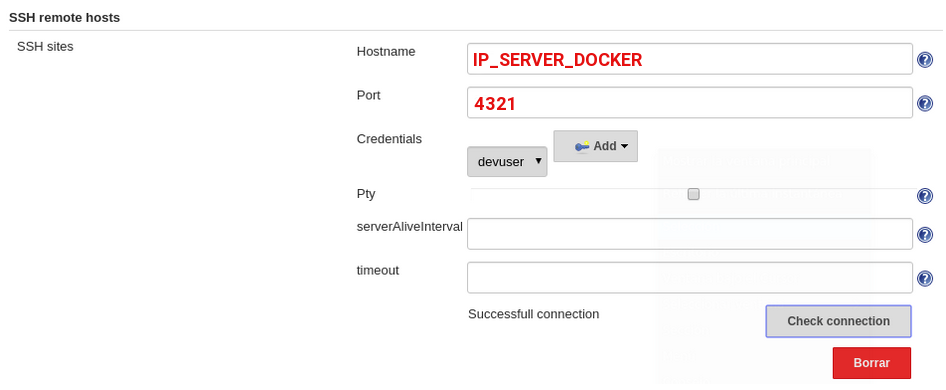 SSH remote hosts
SSH sites
Hostname
IP_SERVER_DOCKER
Port
4321
Credentials
devuser
Add
Pty
serverAliveInterval
timeout
Successfull connection
Check connection
Borrar